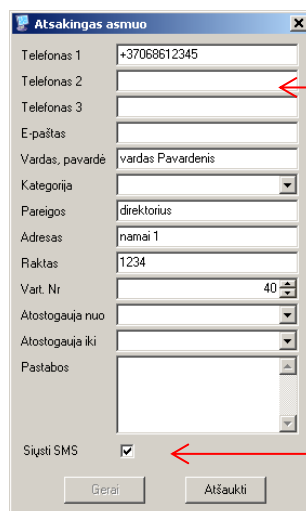 Atsakingas asmuo
Telefonas 1 +37068612345
Telefonas 2
Telefonas 3
E-paštas
Vardas, pavardė vardas Pavardenis
Kategorija
Pareigos direktorius
Adresas namai 1
Raktas 1234
Vart. Nr 40
Atostogauja nuo
Atostogauja iki
Pastabos
Siųsti SMS
Gerai Atšaukti